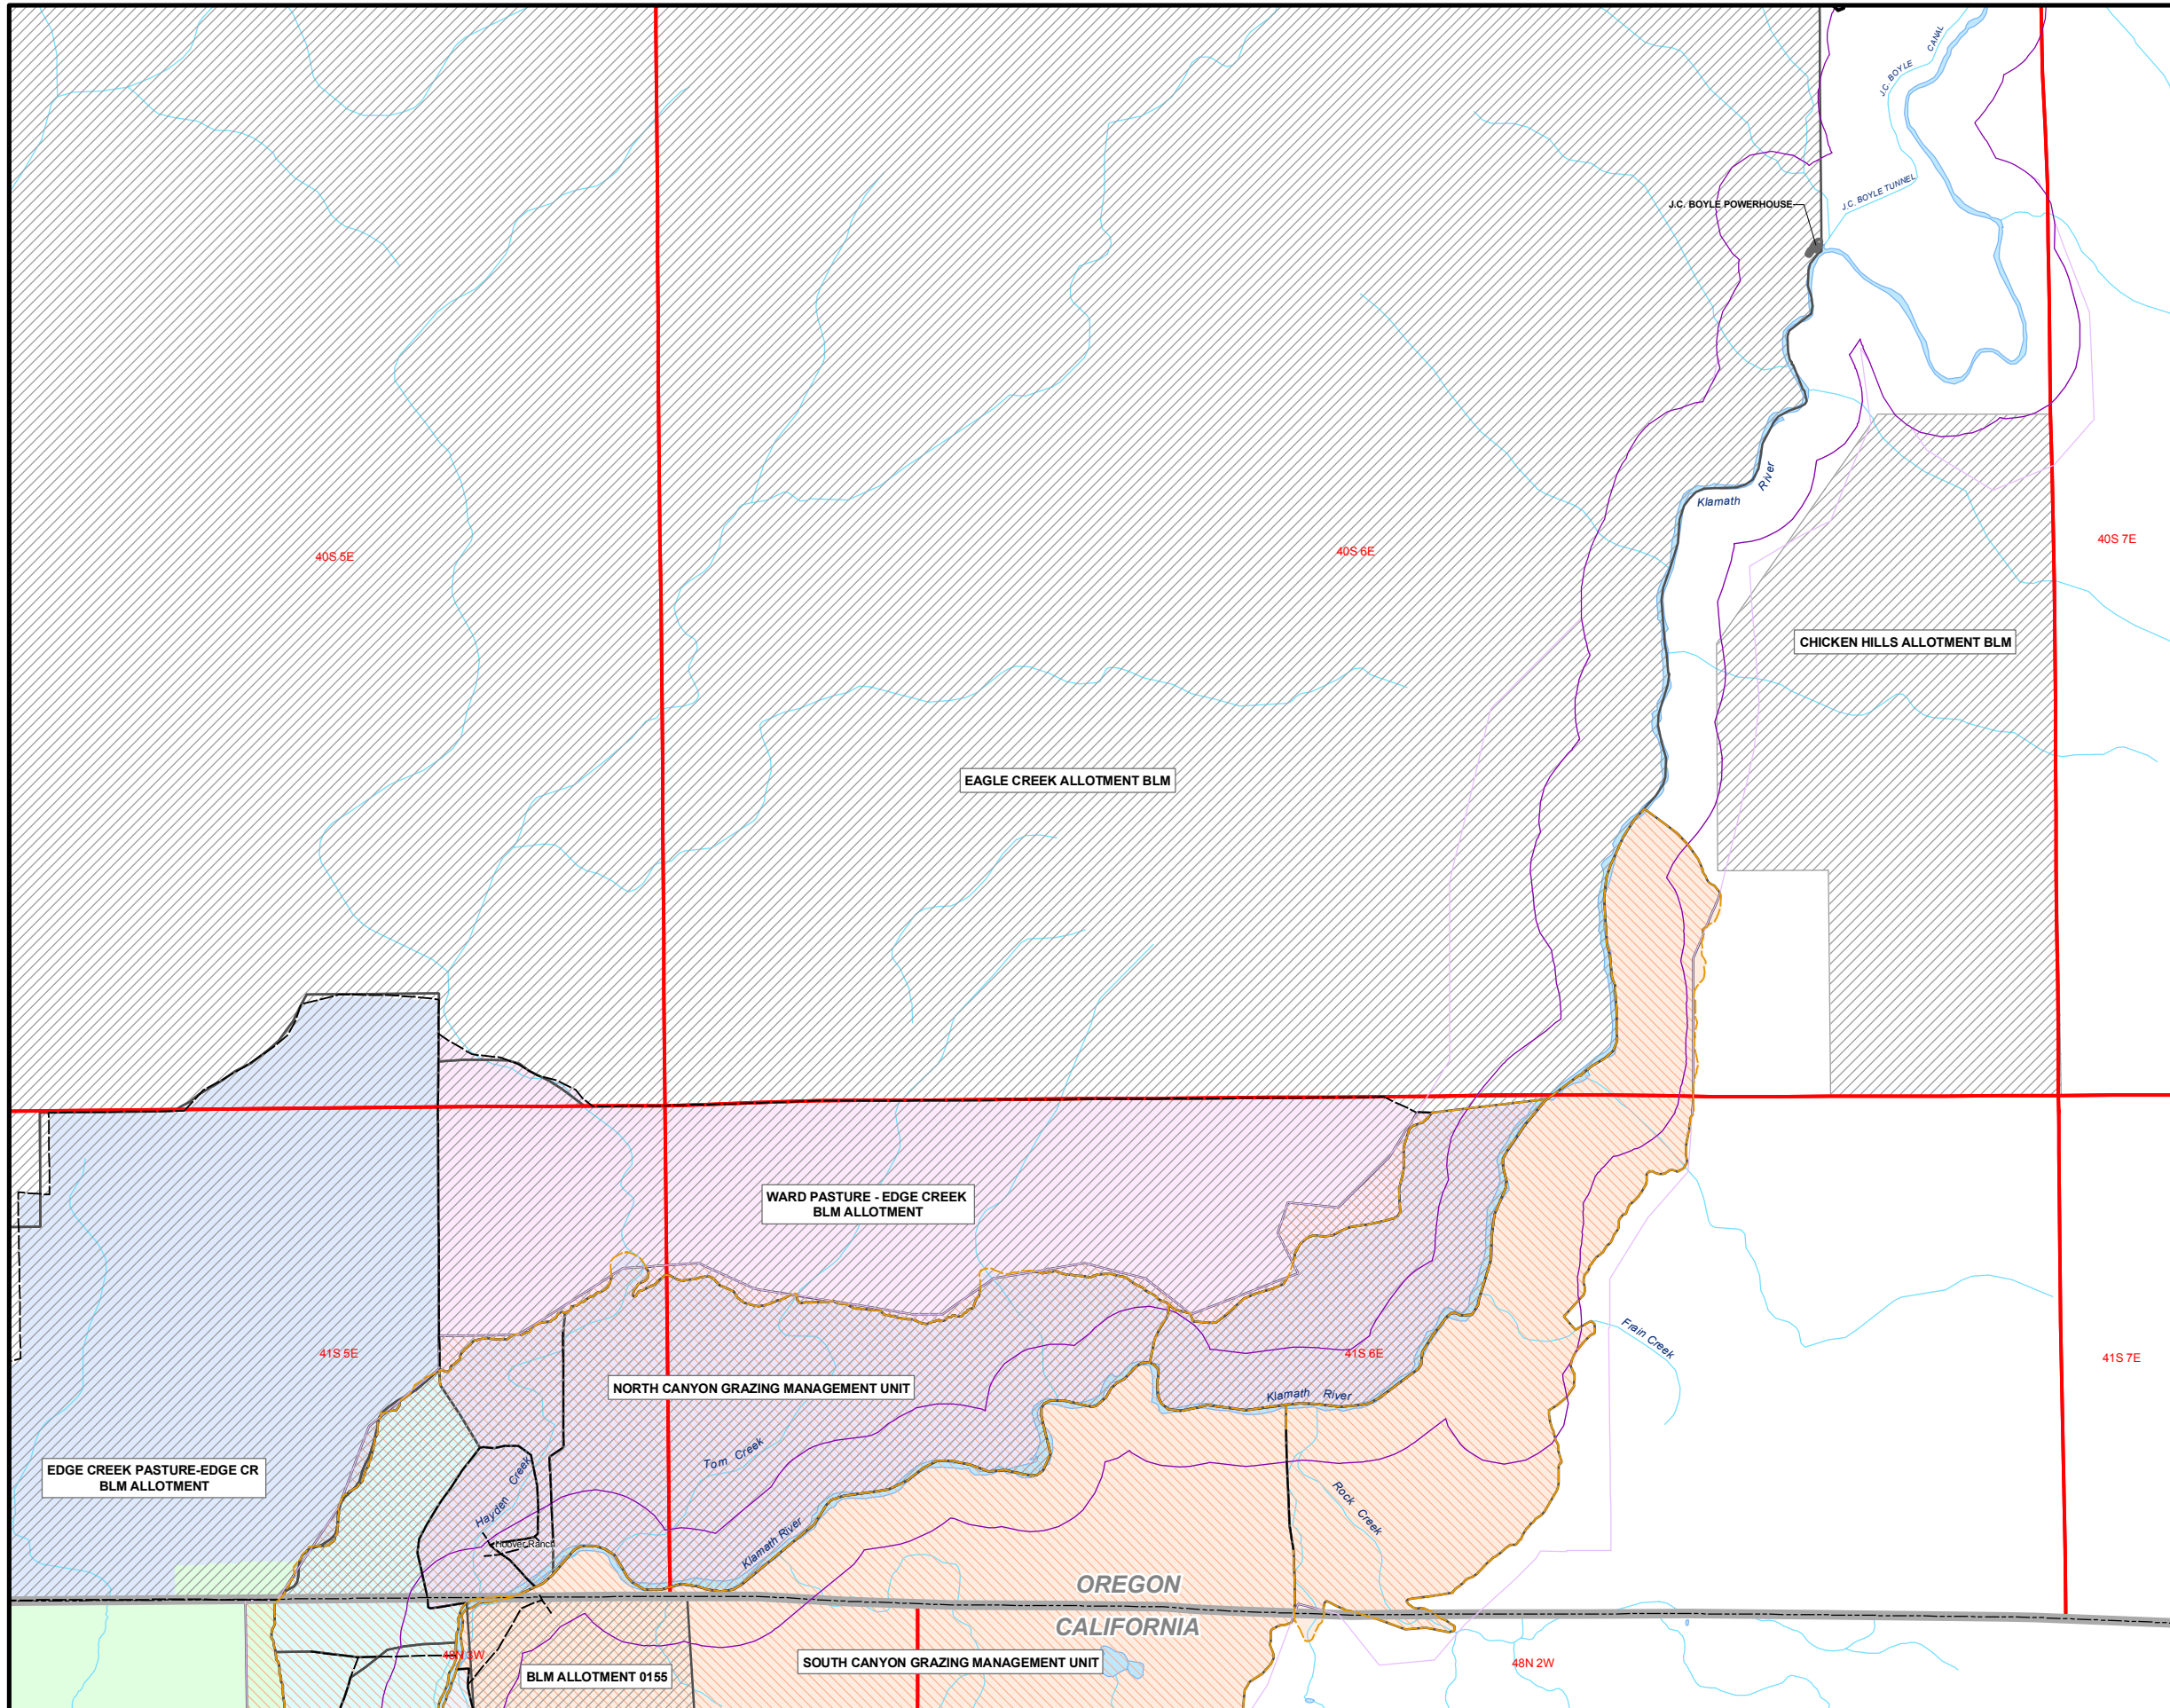 J.C. BOYLE
CANAL
J.C. BOYLE TUNNEL
J.C. BOYLE POWERHOUSE
Klamath River
40S 5E
40S 6E
40S 7E
CHICKEN HILLS ALLOTMENT BLM
EAGLE CREEK ALLOTMENT BLM
WARD PASTURE - EDGE CREEK
BLM ALLOTMENT
Frain Creek
41S 5E
41S 6E
41S 7E
NORTH CANYON GRAZING MANAGEMENT UNIT
Klamath River
Tom Creek
EDGE CREEK PASTURE-EDGE CR
BLM ALLOTMENT
Hayden Creek
Rock Creek
Hoover Ranch
Klamath River
OREGON
CALIFORNIA
48N 3W
BLM ALLOTMENT 0155
SOUTH CANYON GRAZING MANAGEMENT UNIT
48N 2W